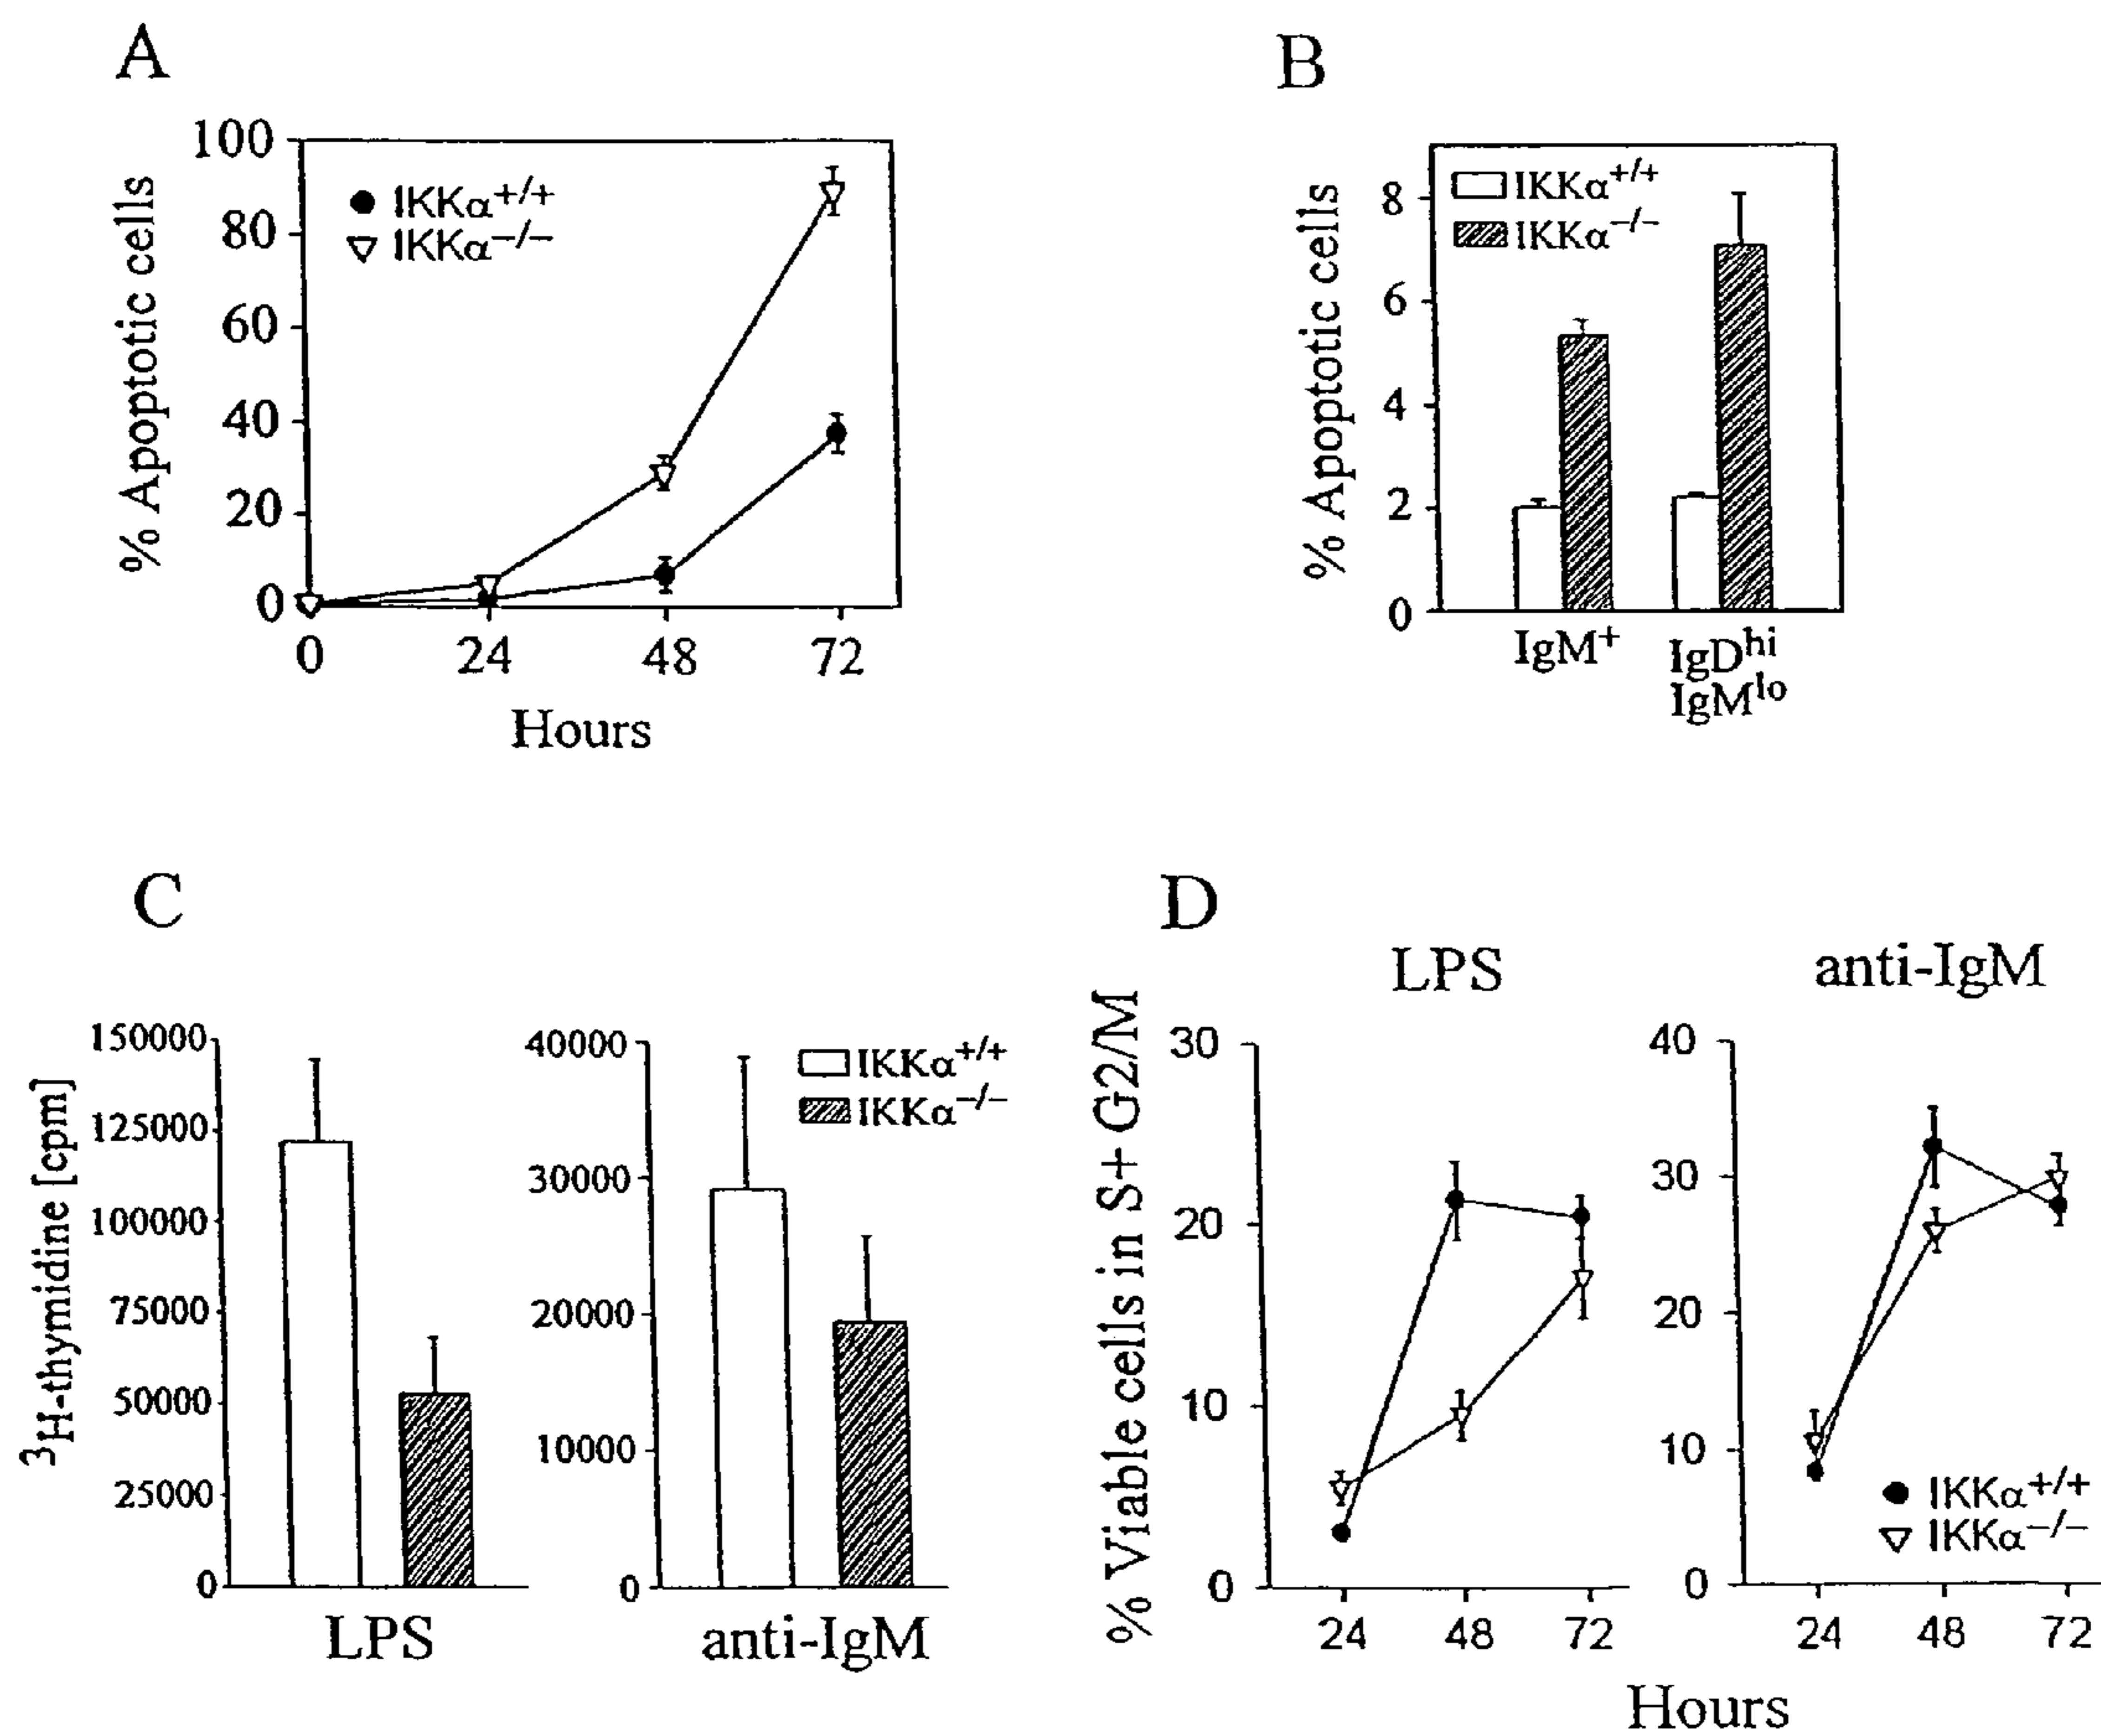 A
100
80
60
40
20
0
% Apoptotic cells
IKKα+/+
IKKα−/−
0 24 48 72
Hours
B
8
6
4
2
0
% Apoptotic cells
IKKα+/+
IKKα−/−
IgM+ IgDhi
IgMlo
C
³H-thymidine [cpm]
150000
125000
100000
75000
50000
25000
0
LPS
40000
30000
20000
10000
0
IKKα+/+
IKKα−/−
anti-IgM
D
% Viable cells in S+ G2/M
LPS
30
20
10
0
24 48 72
anti-IgM
40
30
20
10
0
IKKα+/+
IKKα−/−
24 48 72
Hours